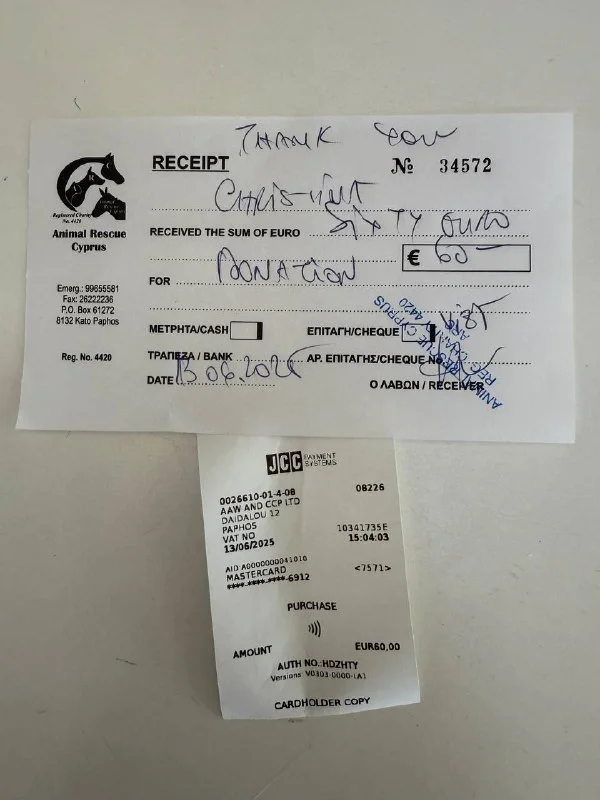 THANK YOU
RECEIPT
№ 34572
Registered Charity
No. 4420
Animal Rescue
Cyprus
RECEIVED THE SUM OF EURO SIXTY EURO
€ 60-
FOR DONATION
Emerg.: 99655581
Fax: 26222236
P.O. Box 61272
8132 Kato Paphos
Reg. No. 4420
ΜΕΤΡΗΤΑ/CASH
ΕΠΙΤΑΓΗ/CHEQUE
ΤΡΑΠΕΖΑ / BANK
ΑΡ. ΕΠΙΤΑΓΗΣ/CHEQUE No
DATE 13.06.2025
Ο ΛΑΒΩΝ / RECEIVER
JCC PAYMENT
SYSTEMS
0026610-01-4-08 08226
AAW AND CCP LTD
DAIDALOU 12
PAPHOS
VAT NO 10341735E
13/06/2025 15:04:03
AID:A0000000041010
MASTERCARD <7571>
****-****-****-6912
PURCHASE
AMOUNT EUR60,00
AUTH NO.:HDZHTY
Versions: V0303-0000-LA1
CARDHOLDER COPY